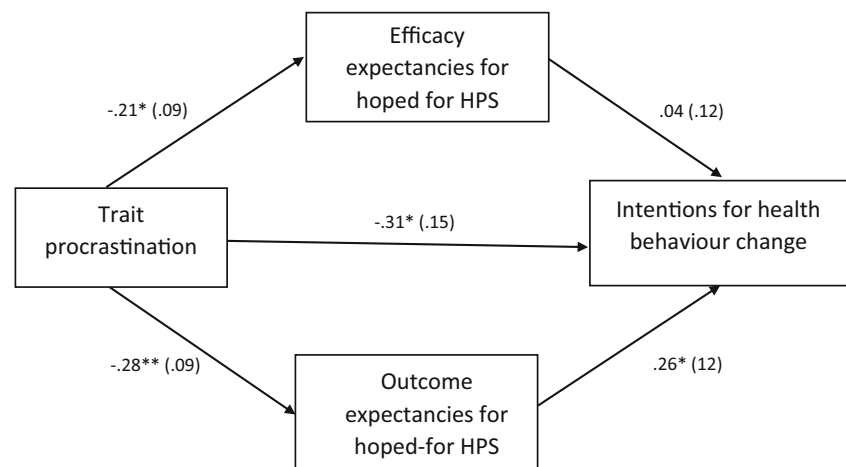 Efficacy
expectancies for
hoped for HPS
-.21* (.09)
.04 (.12)
Trait
procrastination
-.31* (.15)
Intentions for health
behaviour change
-.28** (.09)
.26* (12)
Outcome
expectancies for
hoped-for HPS